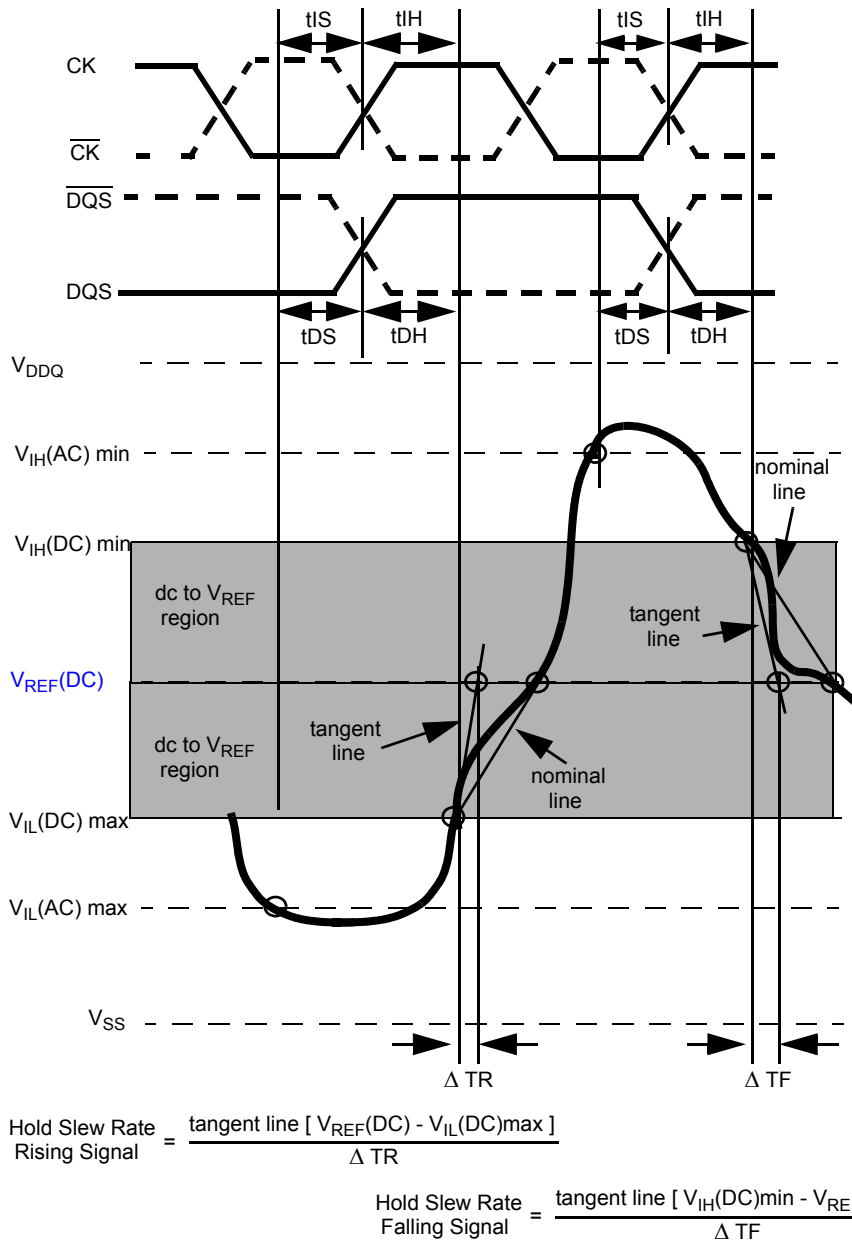 tIS tIH tIS tIH
CK
CK
DQS
DQS
tDS tDH tDS tDH
VDDQ
VIH(AC) min
nominal
line
VIH(DC) min
dc to VREF
region
tangent
line
VREF(DC)
dc to VREF
region
tangent
line
nominal
line
VIL(DC) max
VIL(AC) max
VSS
Δ TR Δ TF
Hold Slew Rate
Rising Signal
=
tangent line [ VREF(DC) - VIL(DC)max ]
Δ TR
Hold Slew Rate
Falling Signal
=
tangent line [ VIH(DC)min - VRE
Δ TF